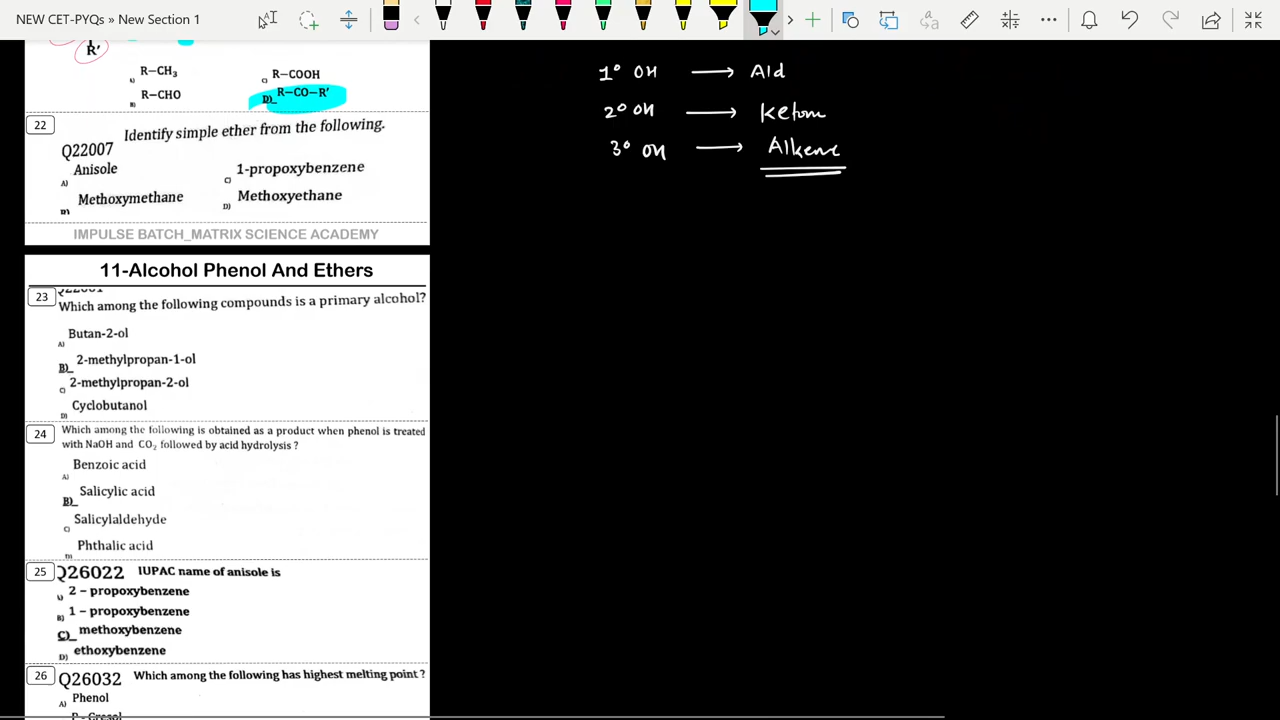 NEW CET-PYQs » New Section 1
R′
A) R−CH₃
C) R−COOH
B) R−CHO
D) R−CO−R′
1° OH → Ald
2° OH → Ketone
3° OH → Alkene
22
Identify simple ether from the following.
Q22007
A) Anisole
C) 1-propoxybenzene
B) Methoxymethane
D) Methoxyethane
IMPULSE BATCH_MATRIX SCIENCE ACADEMY
11-Alcohol Phenol And Ethers
23
Which among the following compounds is a primary alcohol?
A) Butan-2-ol
B) 2-methylpropan-1-ol
C) 2-methylpropan-2-ol
D) Cyclobutanol
24
Which among the following is obtained as a product when phenol is treated
with NaOH and CO₂ followed by acid hydrolysis ?
A) Benzoic acid
B) Salicylic acid
C) Salicylaldehyde
D) Phthalic acid
25
Q26022 IUPAC name of anisole is
A) 2 – propoxybenzene
B) 1 – propoxybenzene
C) methoxybenzene
D) ethoxybenzene
26
Q26032 Which among the following has highest melting point ?
A) Phenol